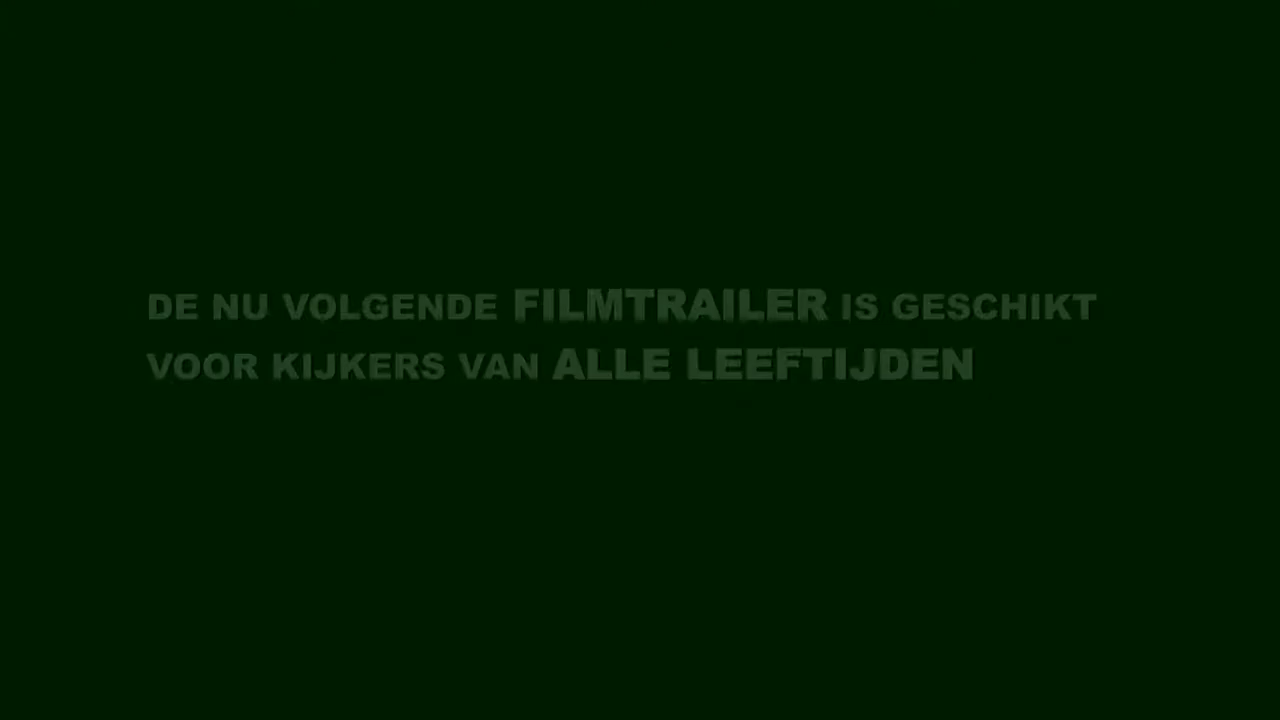 DE NU VOLGENDE FILMTRAILER IS GESCHIKT
VOOR KIJKERS VAN ALLE LEEFTIJDEN